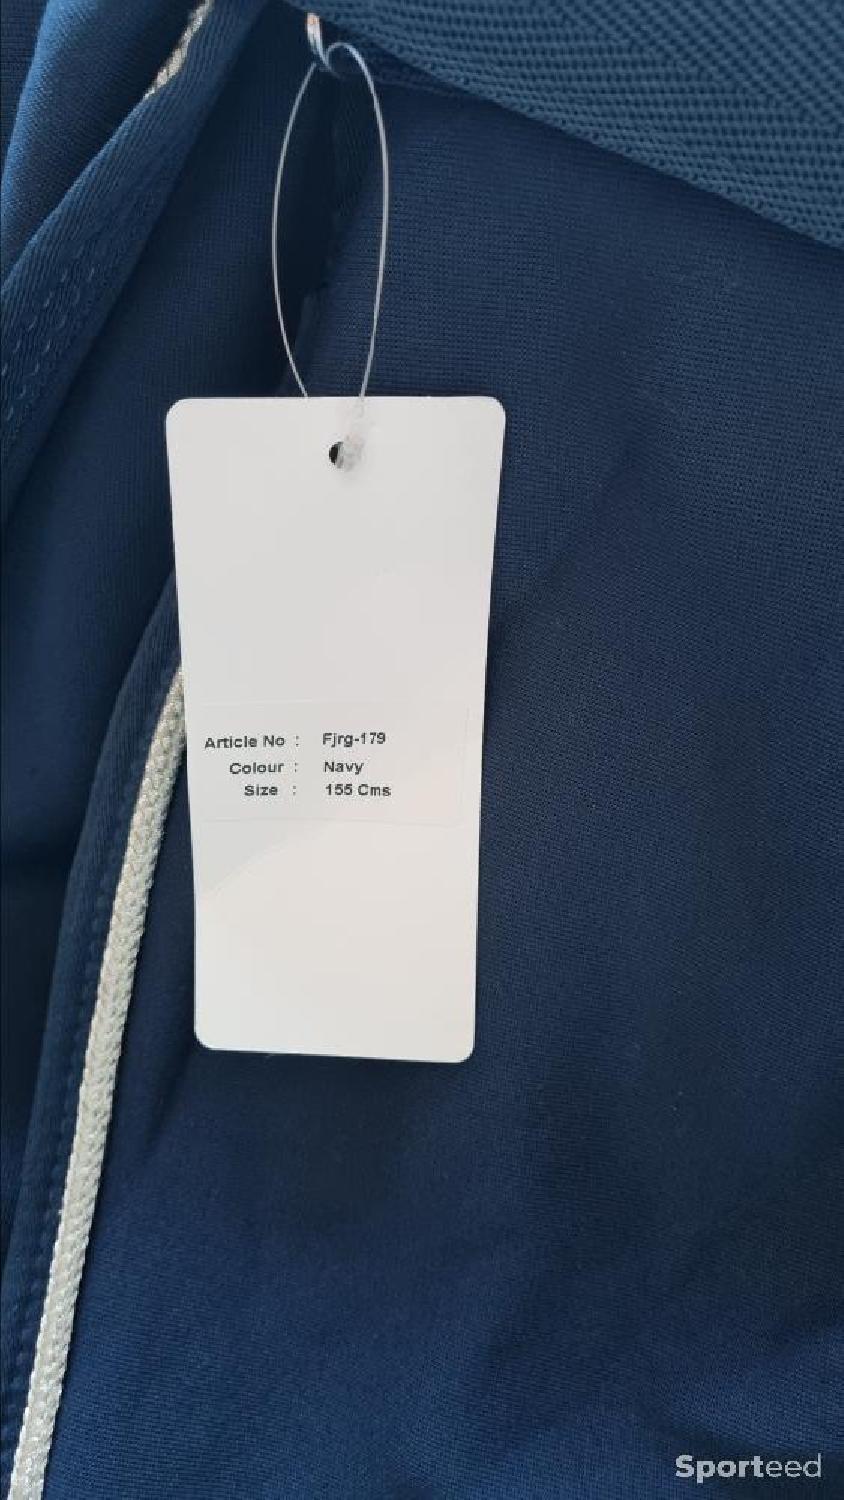 Article No : Fjrg-179
Colour : Navy
Size : 155 Cms
Sporteed